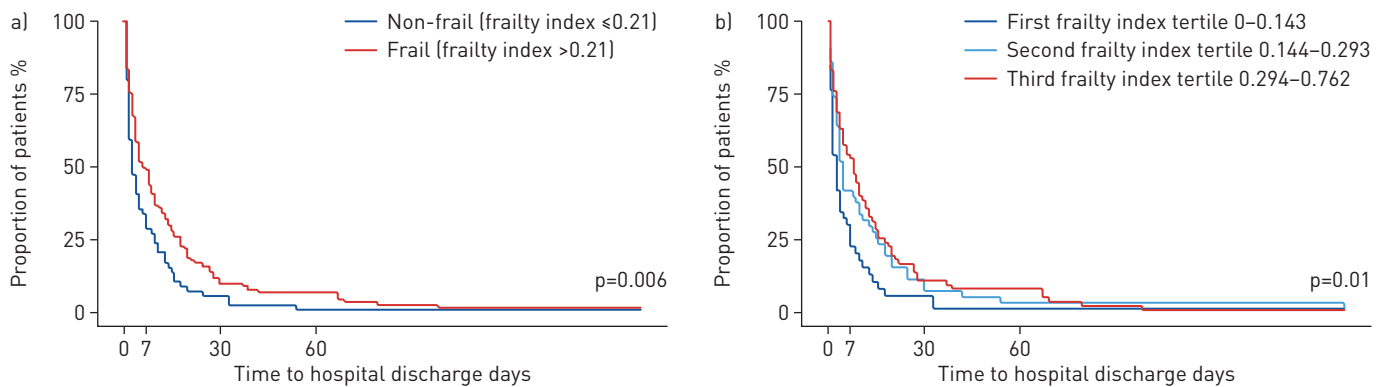 a)
Non-frail (frailty index ≤0.21)
Frail (frailty index >0.21)
Proportion of patients %
100
75
50
25
0
p=0.006
0 7 30 60
Time to hospital discharge days
b)
First frailty index tertile 0–0.143
Second frailty index tertile 0.144–0.293
Third frailty index tertile 0.294–0.762
Proportion of patients %
100
75
50
25
0
p=0.01
0 7 30 60
Time to hospital discharge days